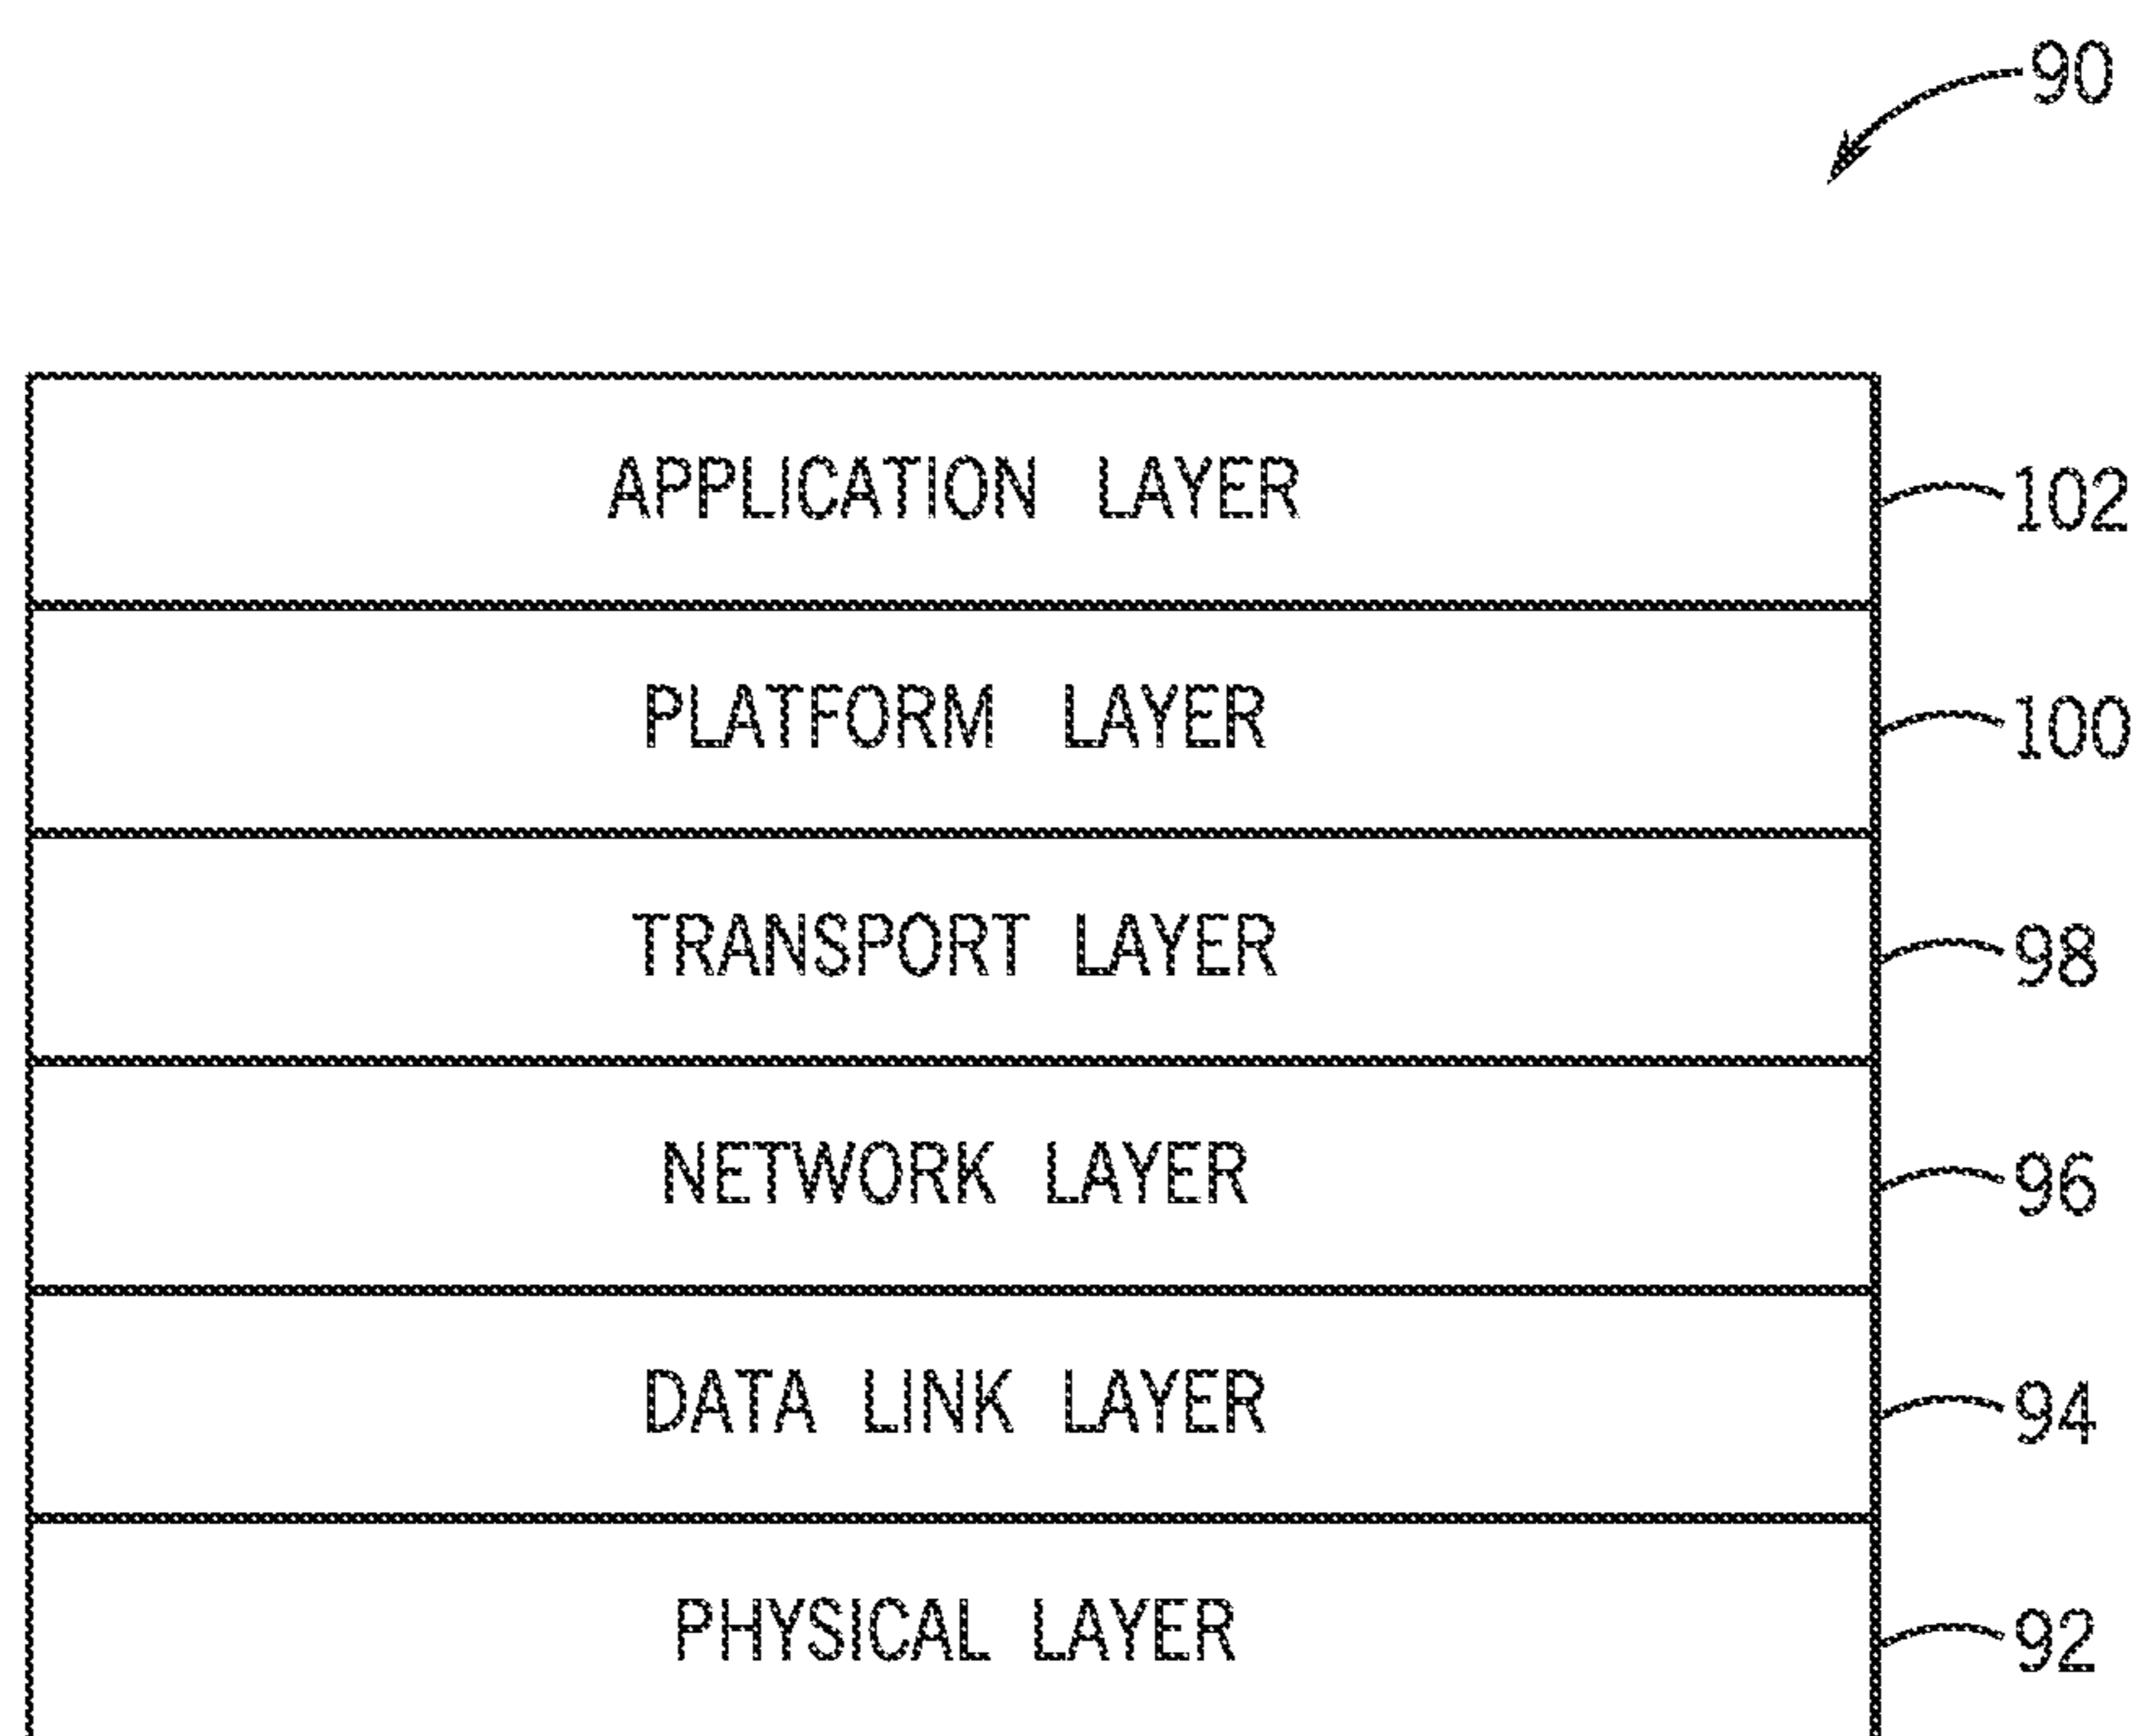 90
APPLICATION LAYER 102
PLATFORM LAYER 100
TRANSPORT LAYER 98
NETWORK LAYER 96
DATA LINK LAYER 94
PHYSICAL LAYER 92